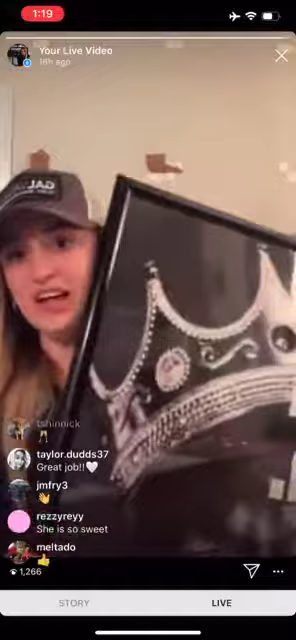 1:19
Your Live Video
16h ago
tshinnick
taylor.dudds37
Great job!!🤍
jmfry3
👋
rezzyreyy
She is so sweet
meltado
👍
1,266
STORY
LIVE